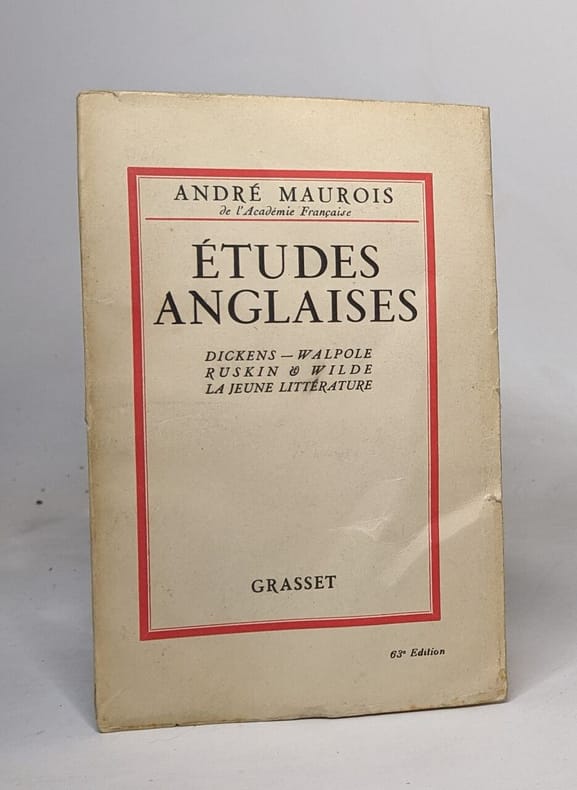 ANDRÉ MAUROIS
de l'Académie Française
ÉTUDES
ANGLAISES
DICKENS — WALPOLE
RUSKIN & WILDE
LA JEUNE LITTÉRATURE
GRASSET
63e Edition